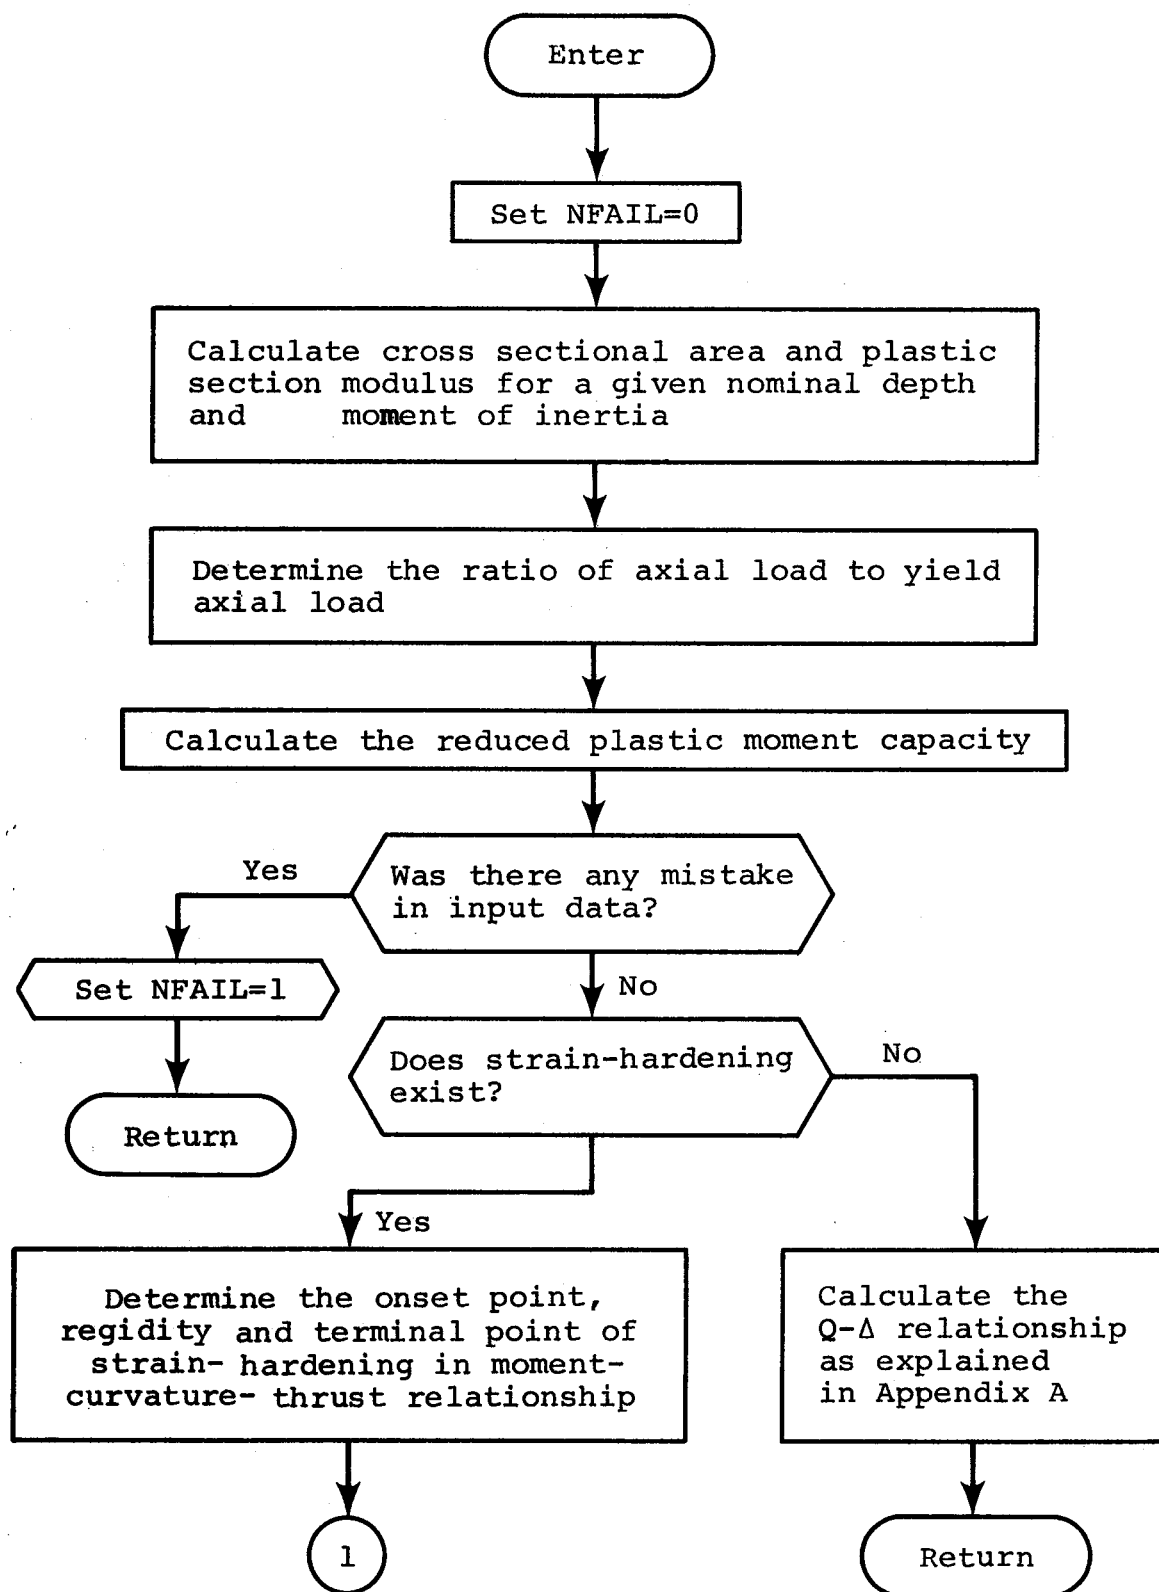 Enter
Set NFAIL=0
Calculate cross sectional area and plastic
section modulus for a given nominal depth
and moment of inertia
Determine the ratio of axial load to yield
axial load
Calculate the reduced plastic moment capacity
Yes
Was there any mistake
in input data?
Set NFAIL=1
No
Does strain-hardening
exist?
No
Return
Yes
Determine the onset point,
regidity and terminal point of
strain- hardening in moment-
curvature- thrust relationship
Calculate the
Q-Δ relationship
as explained
in Appendix A
1
Return